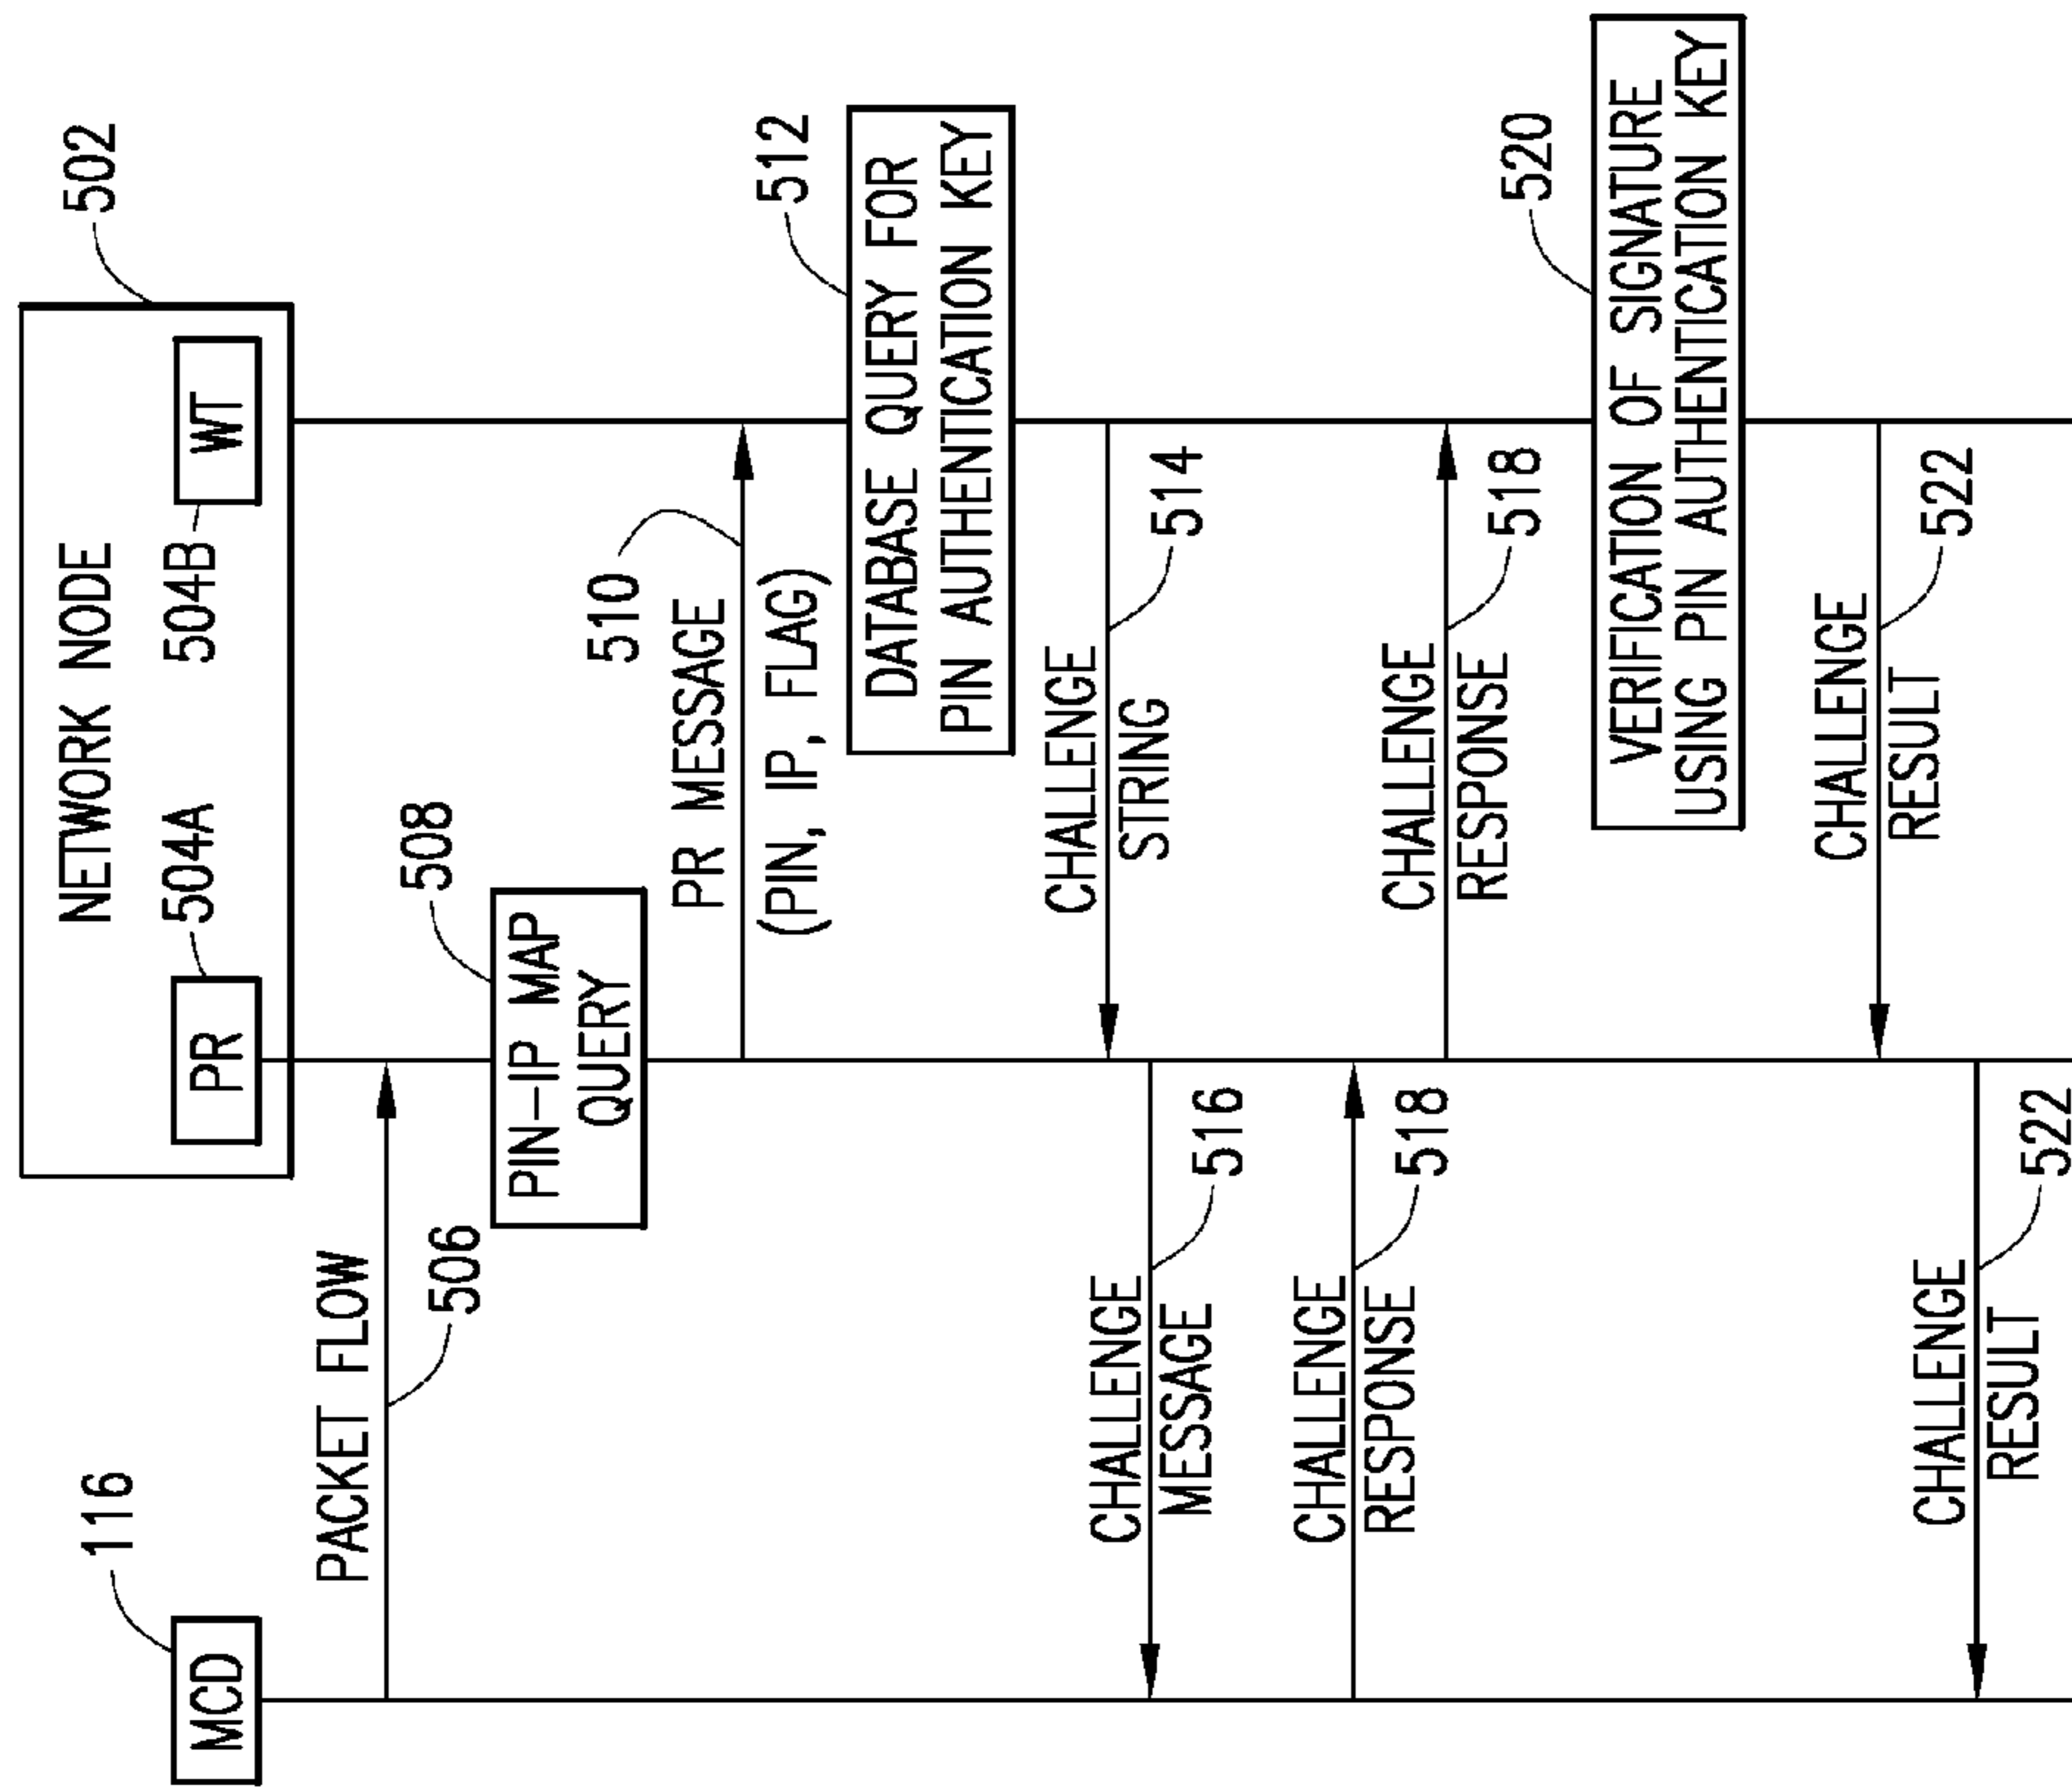 502
NETWORK NODE
504A
504B
116
MCD
PR
WT
PACKET FLOW
506
508
PIN–IP MAP
QUERY
510
PR MESSAGE
(PIN, IP, FLAG)
512
DATABASE QUERY FOR
PIN AUTHENTICATION KEY
CHALLENGE
STRING
514
CHALLENGE
MESSAGE
516
CHALLENGE
RESPONSE
518
CHALLENGE
RESPONSE
518
520
VERIFICATION OF SIGNATURE
USING PIN AUTHENTICATION KEY
CHALLENGE
RESULT
522
CHALLENGE
RESULT
522